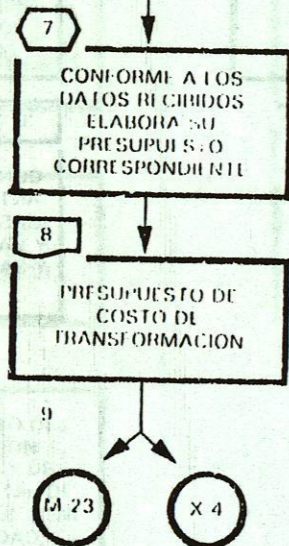 7
CONFORME A LOS
DATOS RECIBIDOS
ELABORA SU
PRESUPUESTO
CORRESPONDIENTE
8
PRESUPUESTO DE
COSTO DE
TRANSFORMACION
9
M 23
X 4